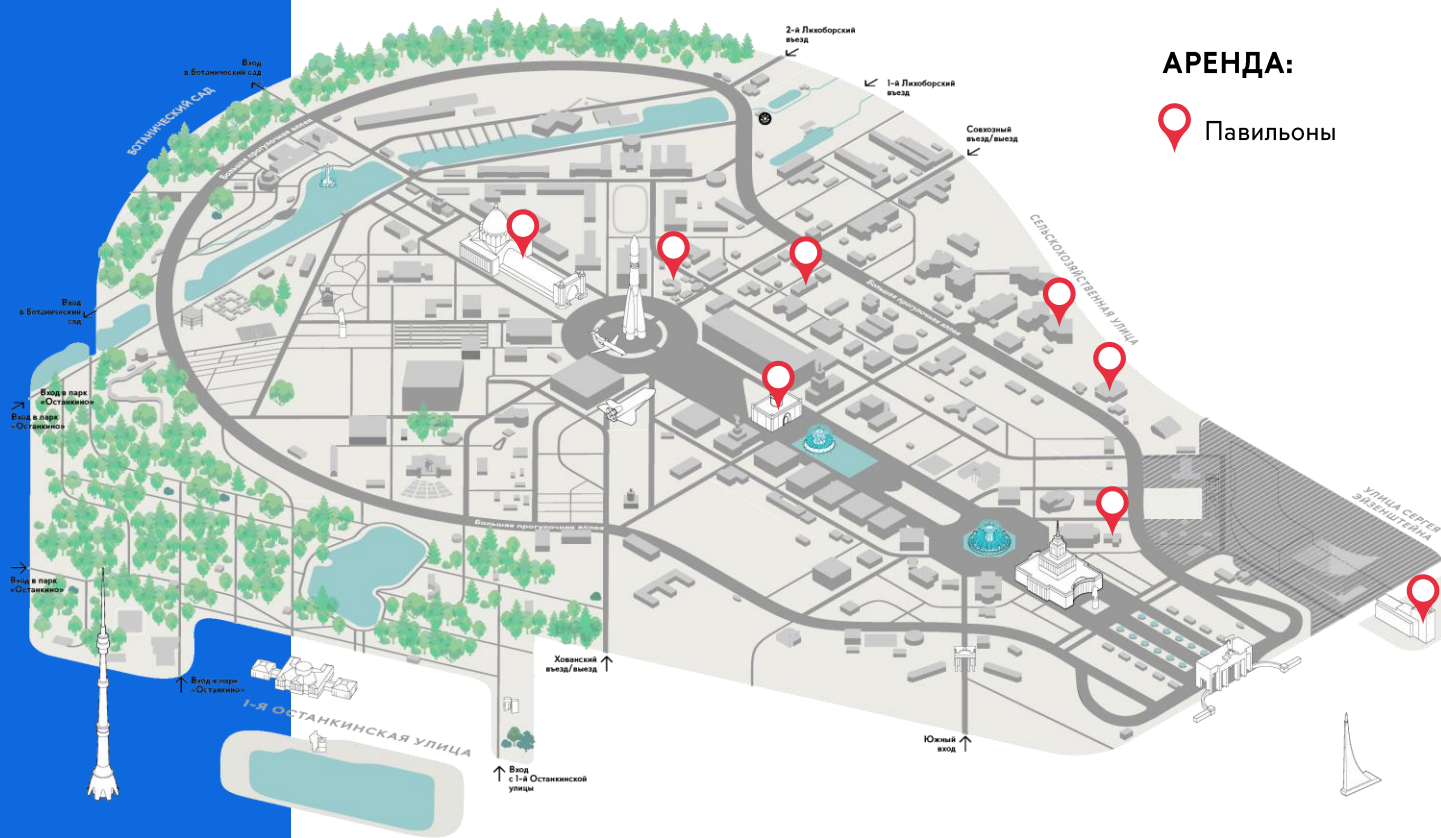 АРЕНДА:
Павильоны
2-й Лихоборский
въезд
1-й Лихоборский
въезд
Совхозный
въезд/выезд
Вход
в Ботанический сад
БОТАНИЧЕСКИЙ САД
Большая прогулочная аллея
СЕЛЬСКОХОЗЯЙСТВЕННАЯ УЛИЦА
Большая прогулочная аллея
Вход
в Ботанический
сад
Вход в парк
«Останкино»
Вход в парк
«Останкино»
УЛИЦА СЕРГЕЯ
ЭЙЗЕНШТЕЙНА
Большая прогулочная аллея
Вход в парк
«Останкино»
Хованский
въезд/выезд
Вход в парк
«Останкино»
1-Я ОСТАНКИНСКАЯ УЛИЦА
Южный
вход
Вход
с 1-й Останкинской
улицы